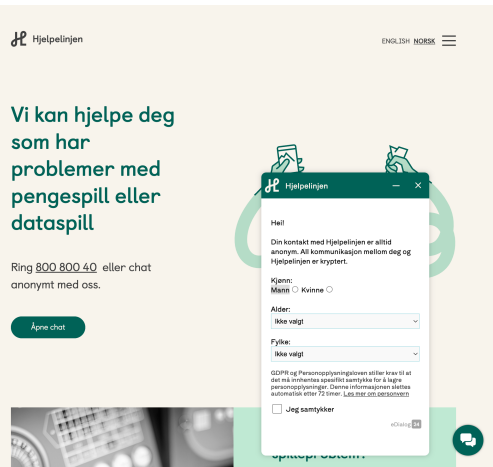 Hjelpelinjen
ENGLISH NORSK
Vi kan hjelpe deg
som har
problemer med
pengespill eller
dataspill
Ring 800 800 40 eller chat
anonymt med oss.
Åpne chat
Hjelpelinjen
Hei!
Din kontakt med Hjelpelinjen er alltid
anonym. All kommunikasjon mellom deg og
Hjelpelinjen er kryptert.
Kjønn:
Mann Kvinne
Alder:
Ikke valgt
Fylke:
Ikke valgt
GDPR og Personopplysningsloven stiller krav til at
det må innhentes spesifikt samtykke for å lagre
personopplysninger. Denne informasjonen slettes
automatisk etter 72 timer. Les mer om personvern
Jeg samtykker
eDialog 24
spilleproblem?